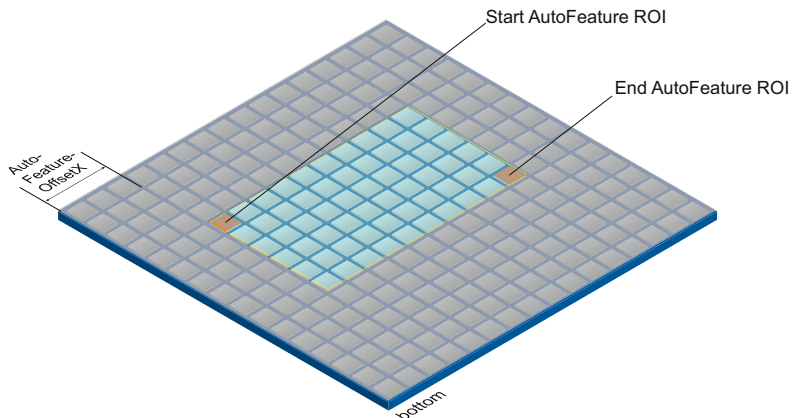 Start AutoFeature ROI
End AutoFeature ROI
Auto-
Feature-
OffsetX
bottom